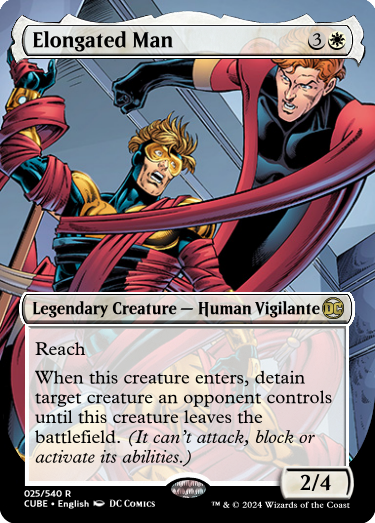 Elongated Man 3
Legendary Creature — Human Vigilante DC
Reach
When this creature enters, detain
target creature an opponent controls
until this creature leaves the
battlefield. (It can't attack, block or
activate its abilities.)
2/4
025/540 R
CUBE • English DC COMICS
™ & © 2024 Wizards of the Coast